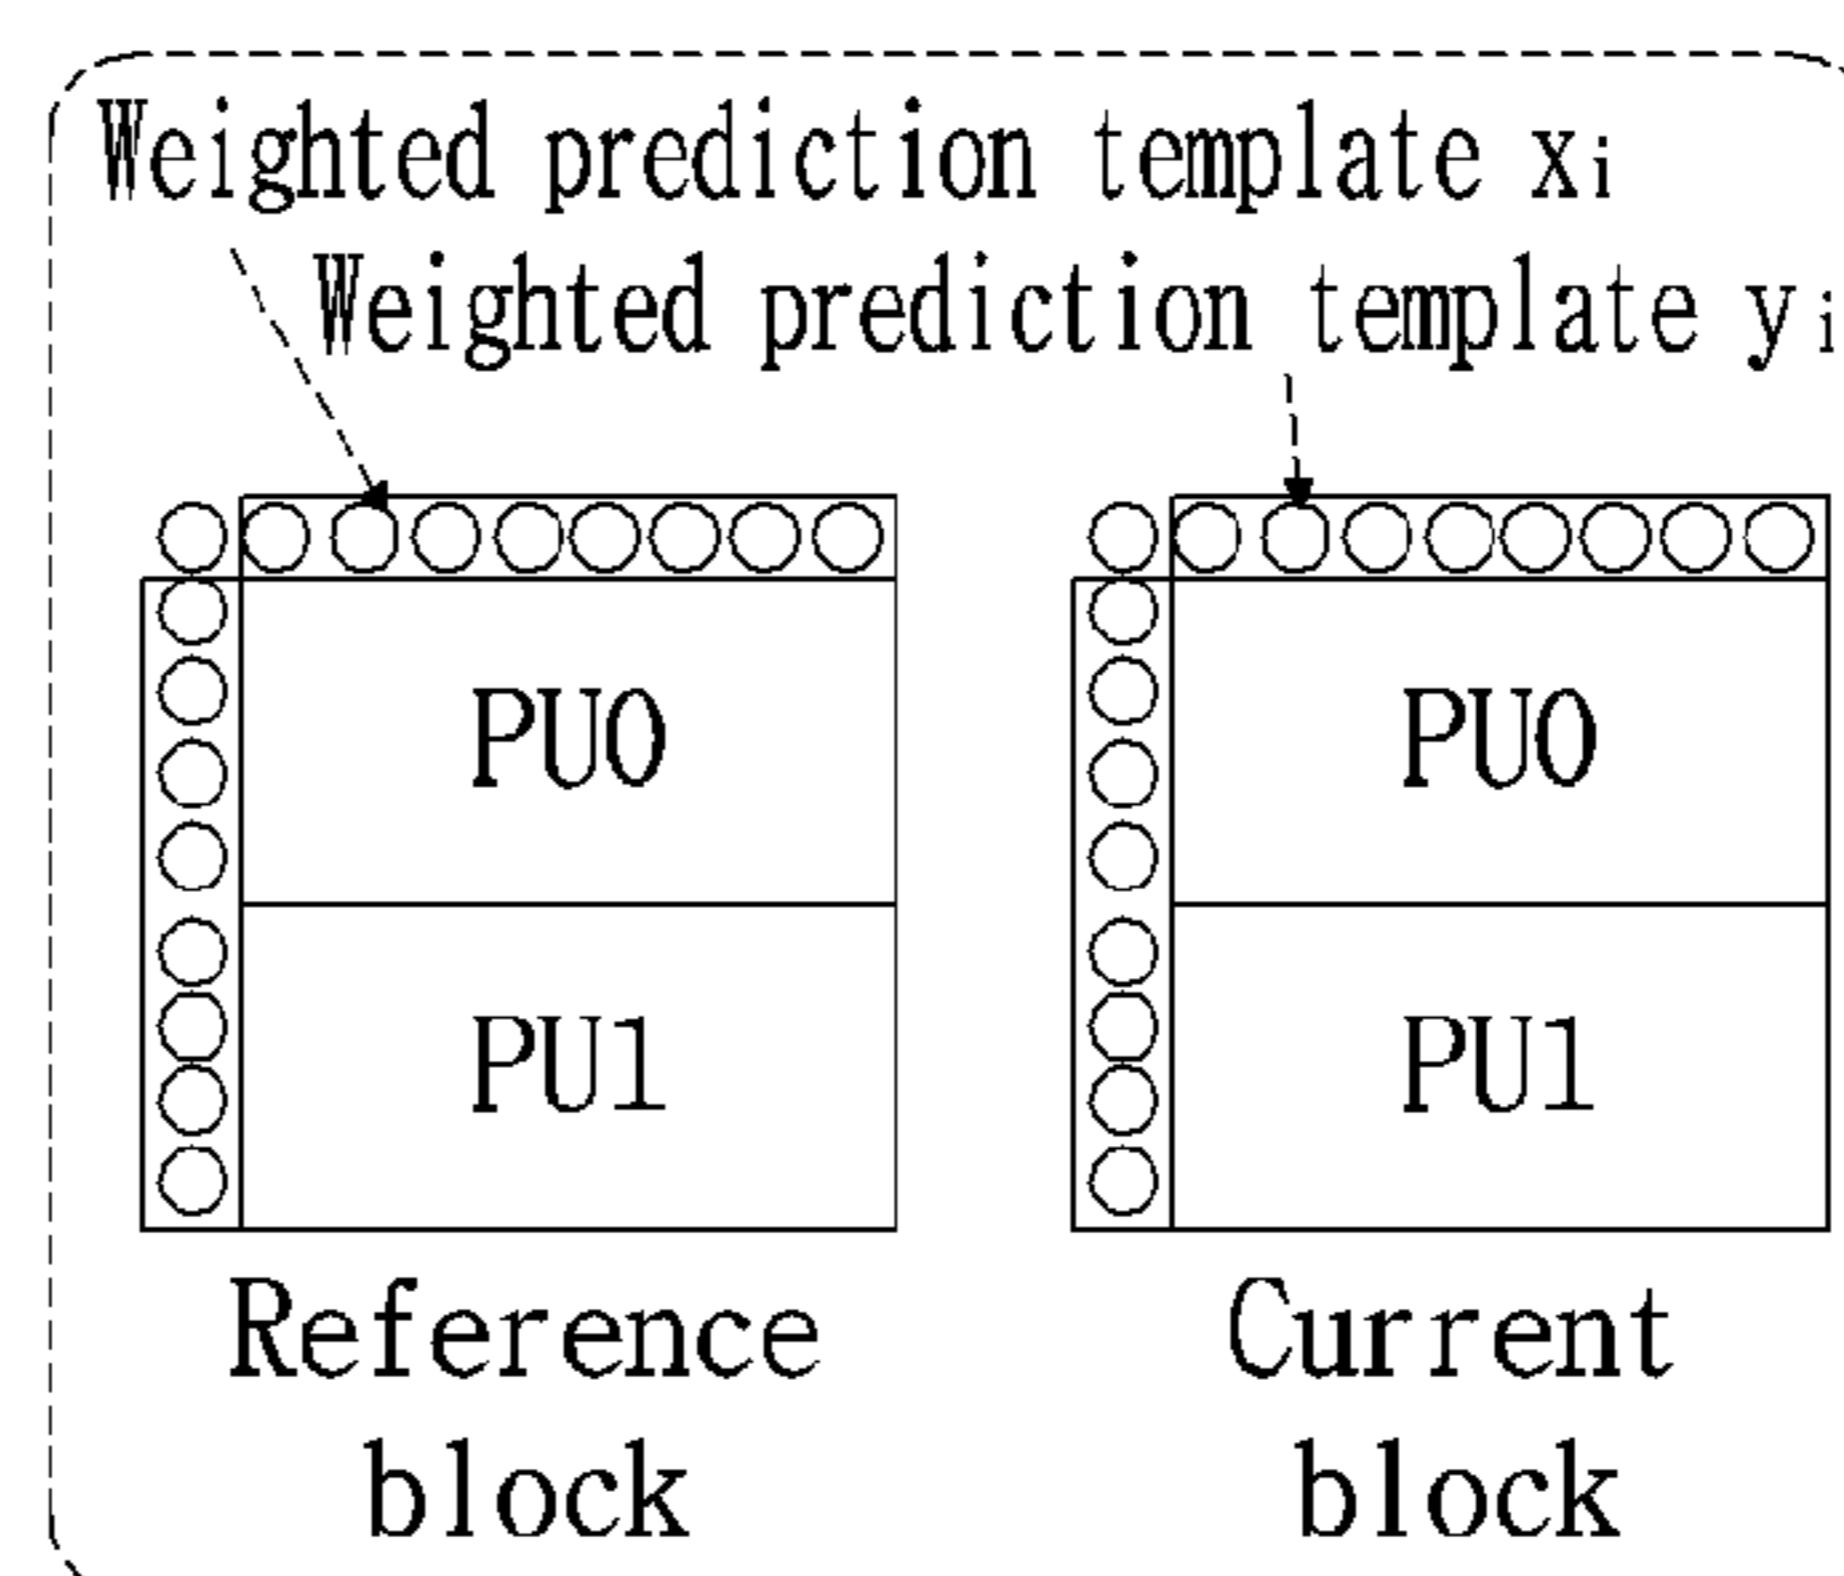 Weighted prediction template xi
Weighted prediction template yi
PU0
PU0
PU1
PU1
Reference
block
Current
block